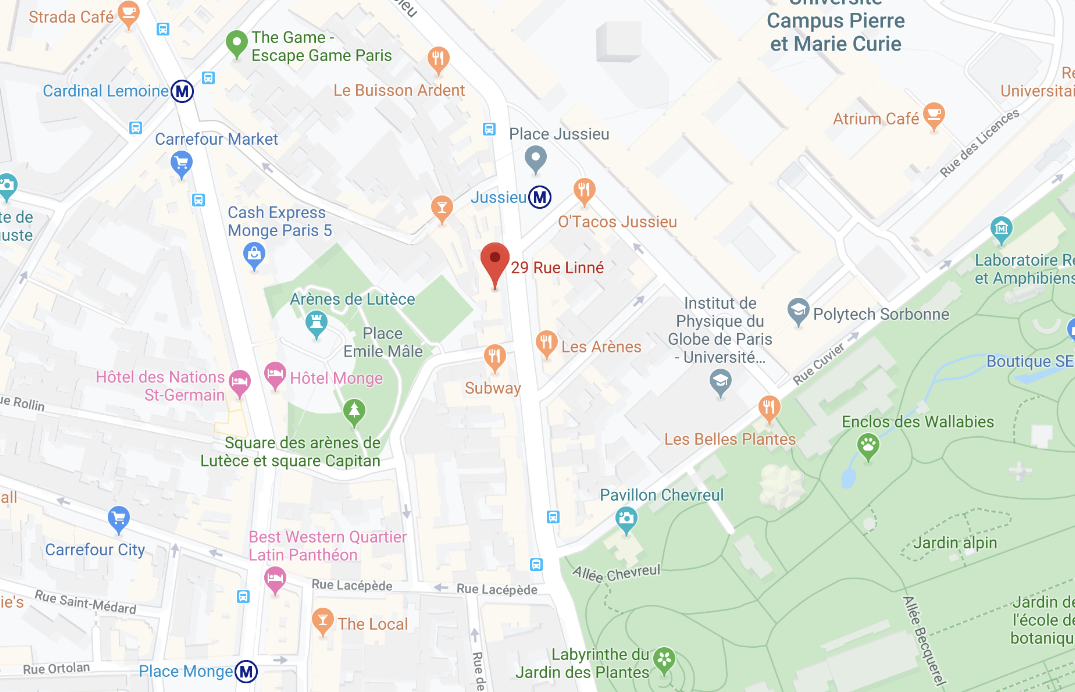 Strada Café
The Game -
Escape Game Paris
Université
Campus Pierre
et Marie Curie
Cardinal Lemoine
M
Le Buisson Ardent
Universitai
Atrium Café
Carrefour Market
Place Jussieu
Rue des Licences
Jussieu
M
Cash Express
Monge Paris 5
O'Tacos Jussieu
29 Rue Linné
Laboratoire Re
et Amphibiens
Arènes de Lutèce
Place
Emile Mâle
Institut de
Physique du
Globe de Paris
- Université...
Polytech Sorbonne
Les Arènes
Rue Cuvier
Boutique SE
Hôtel des Nations
St-Germain
Hôtel Monge
Subway
ue Rollin
Square des arènes de
Lutèce et square Capitan
Les Belles Plantes
Enclos des Wallabies
all
Pavillon Chevreul
Carrefour City
Best Western Quartier
Latin Panthéon
Jardin alpin
Allée Chevreul
Rue Lacépède
Rue Lacépède
ie's
Rue Saint-Médard
The Local
Allée Becquerel
Jardin de
l'école de
botaniqu
Rue Ortolan
Place Monge
M
Rue de
Labyrinthe du
Jardin des Plantes